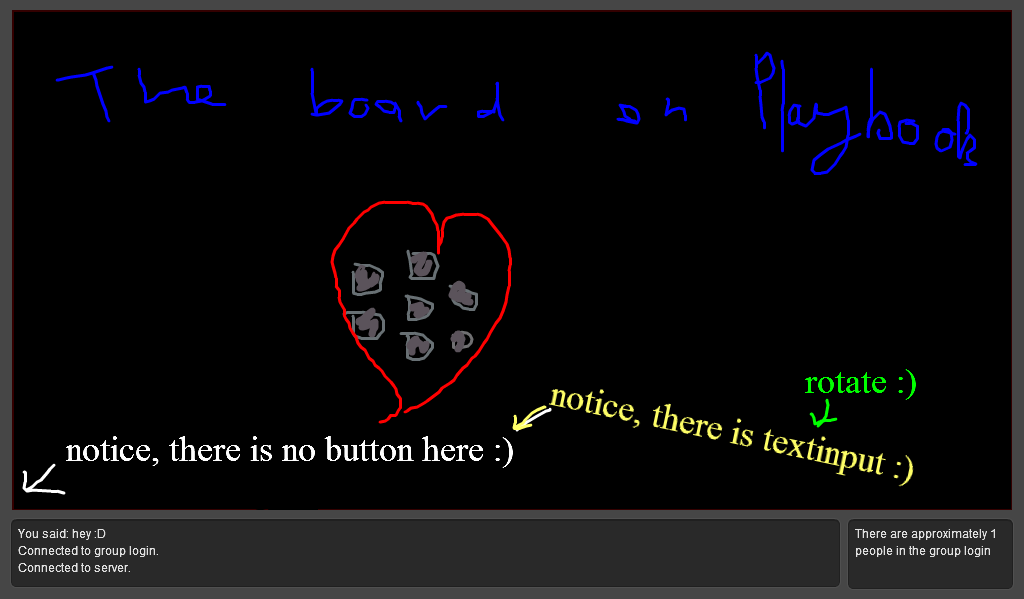 The board on Playbook
rotate :)
notice, there is textinput :)
notice, there is no button here :)
You said: hey :D
Connected to group login.
Connected to server.
There are approximately 1
people in the group login